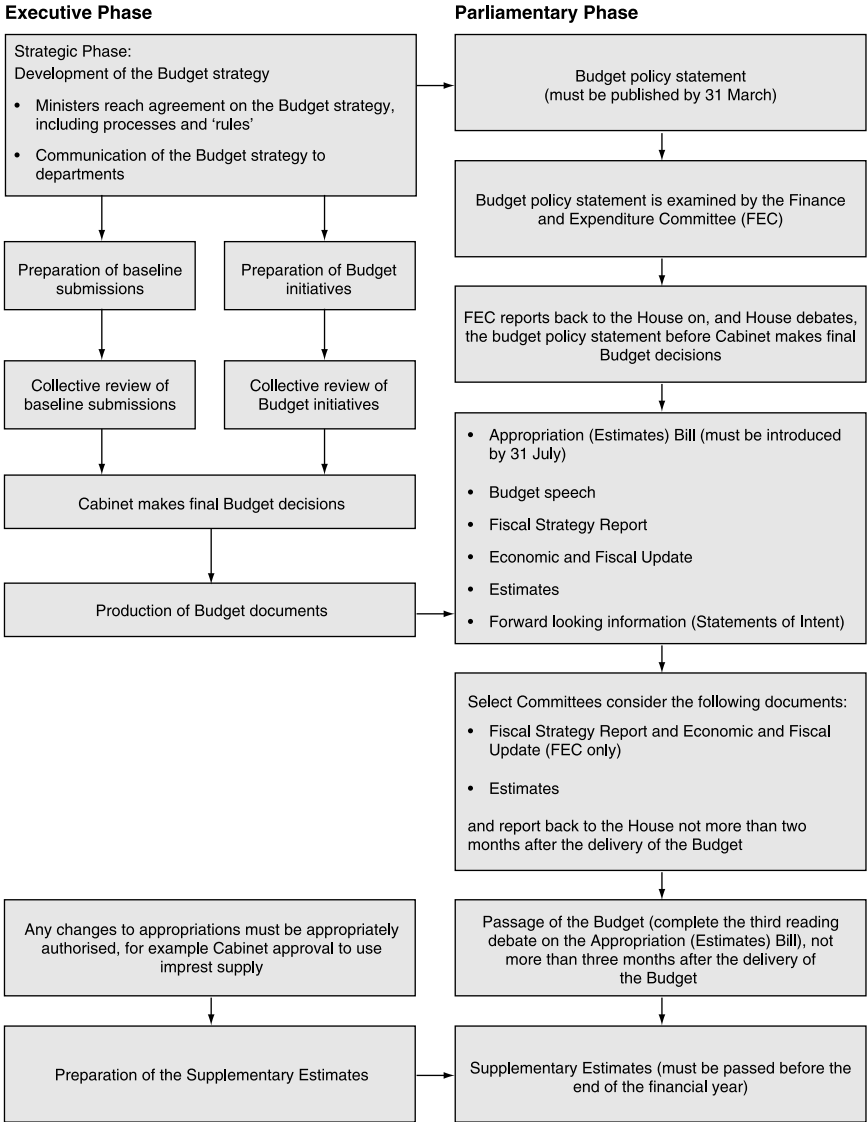 Executive Phase
Strategic Phase:
Development of the Budget strategy
• Ministers reach agreement on the Budget strategy,
including processes and ‘rules’
• Communication of the Budget strategy to
departments
Preparation of baseline
submissions
Preparation of Budget
initiatives
Collective review of
baseline submissions
Collective review of
Budget initiatives
Cabinet makes final Budget decisions
Production of Budget documents
Any changes to appropriations must be appropriately
authorised, for example Cabinet approval to use
imprest supply
Preparation of the Supplementary Estimates
Parliamentary Phase
Budget policy statement
(must be published by 31 March)
Budget policy statement is examined by the Finance
and Expenditure Committee (FEC)
FEC reports back to the House on, and House debates,
the budget policy statement before Cabinet makes final
Budget decisions
• Appropriation (Estimates) Bill (must be introduced
by 31 July)
• Budget speech
• Fiscal Strategy Report
• Economic and Fiscal Update
• Estimates
• Forward looking information (Statements of Intent)
Select Committees consider the following documents:
• Fiscal Strategy Report and Economic and Fiscal
Update (FEC only)
• Estimates
and report back to the House not more than two
months after the delivery of the Budget
Passage of the Budget (complete the third reading
debate on the Appropriation (Estimates) Bill), not
more than three months after the delivery of
the Budget
Supplementary Estimates (must be passed before the
end of the financial year)